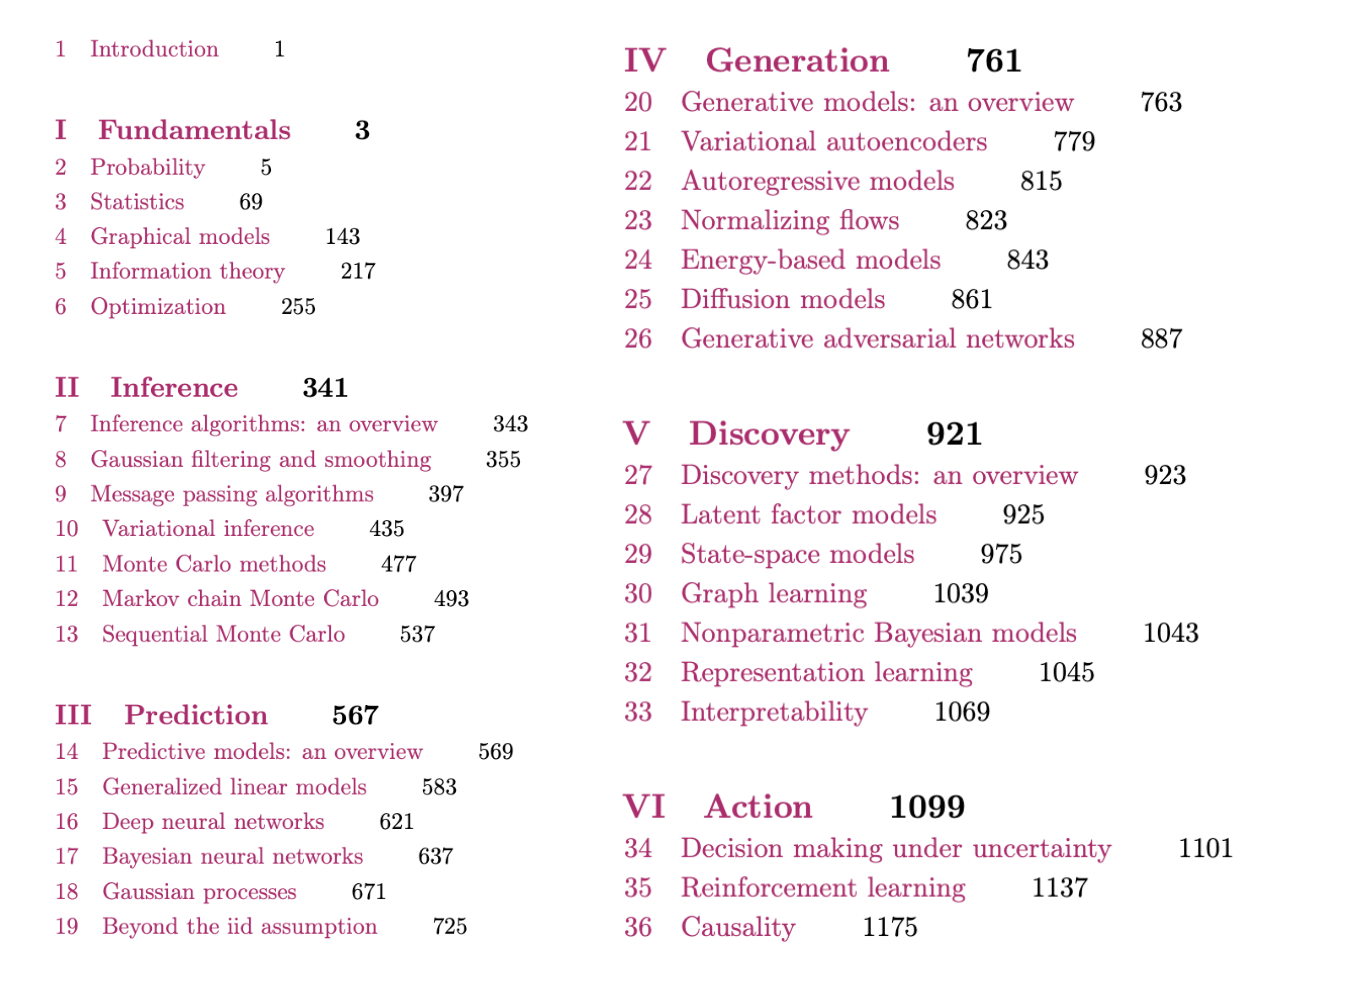 1 Introduction 1
I Fundamentals 3
2 Probability 5
3 Statistics 69
4 Graphical models 143
5 Information theory 217
6 Optimization 255
II Inference 341
7 Inference algorithms: an overview 343
8 Gaussian filtering and smoothing 355
9 Message passing algorithms 397
10 Variational inference 435
11 Monte Carlo methods 477
12 Markov chain Monte Carlo 493
13 Sequential Monte Carlo 537
III Prediction 567
14 Predictive models: an overview 569
15 Generalized linear models 583
16 Deep neural networks 621
17 Bayesian neural networks 637
18 Gaussian processes 671
19 Beyond the iid assumption 725
IV Generation 761
20 Generative models: an overview 763
21 Variational autoencoders 779
22 Autoregressive models 815
23 Normalizing flows 823
24 Energy-based models 843
25 Diffusion models 861
26 Generative adversarial networks 887
V Discovery 921
27 Discovery methods: an overview 923
28 Latent factor models 925
29 State-space models 975
30 Graph learning 1039
31 Nonparametric Bayesian models 1043
32 Representation learning 1045
33 Interpretability 1069
VI Action 1099
34 Decision making under uncertainty 1101
35 Reinforcement learning 1137
36 Causality 1175